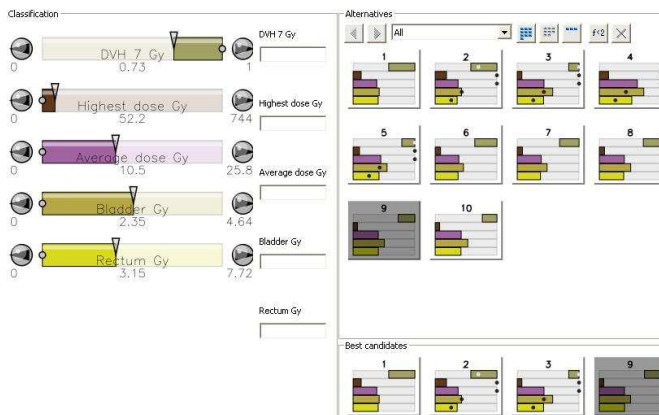 Classification
DVH 7 Gy
0 0.73 1
Highest dose Gy
0 52.2 744
Average dose Gy
0 10.5 25.8
Bladder Gy
0 2.35 4.64
Rectum Gy
0 3.15 7.72
DVH 7 Gy
Highest dose Gy
Average dose Gy
Bladder Gy
Rectum Gy
Alternatives
All f<2
1 2 3 4
5 6 7 8
9 10
Best candidates
1 2 3 9